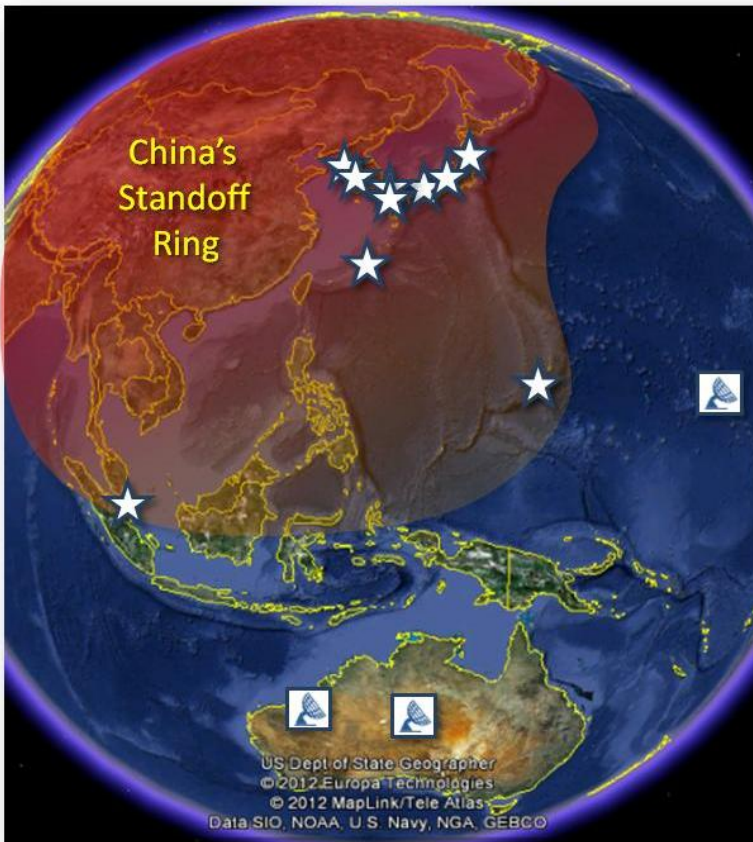 China's
Standoff
Ring
US Dept of State Geographer
© 2012 Europa Technologies
© 2012 MapLink/Tele Atlas
Data SIO, NOAA, U.S. Navy, NGA, GEBCO